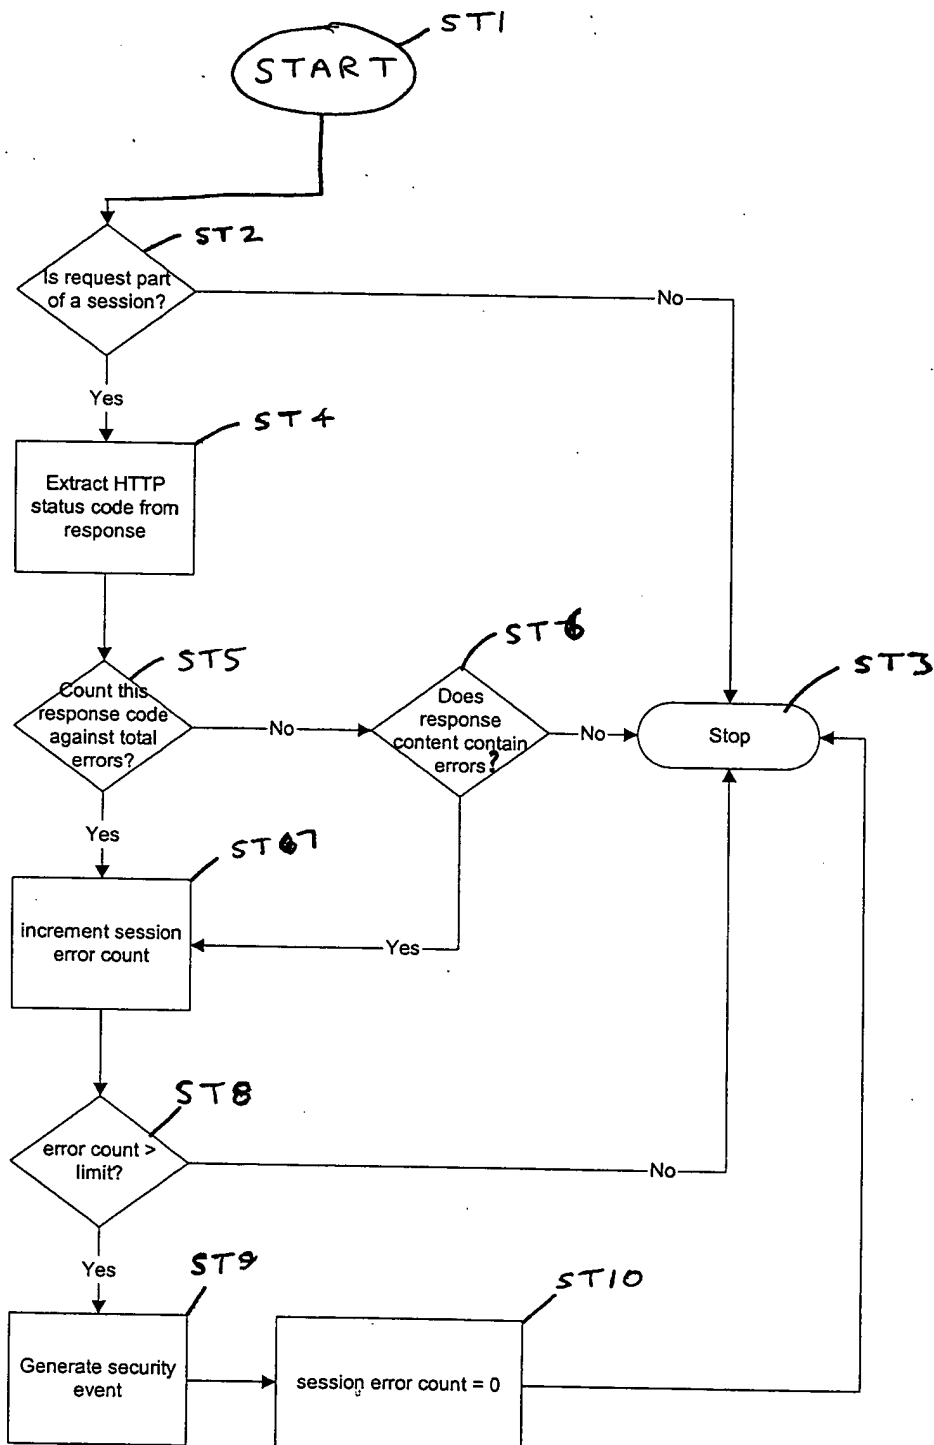 ST1
START
ST2
Is request part
of a session?
No
Yes
ST4
Extract HTTP
status code from
response
ST5
Count this
response code
against total
errors?
No
ST6
Does
response
content contain
errors?
No
ST3
Stop
Yes
ST7
increment session
error count
Yes
ST8
error count >
limit?
No
Yes
ST9
Generate security
event
ST10
session error count = 0